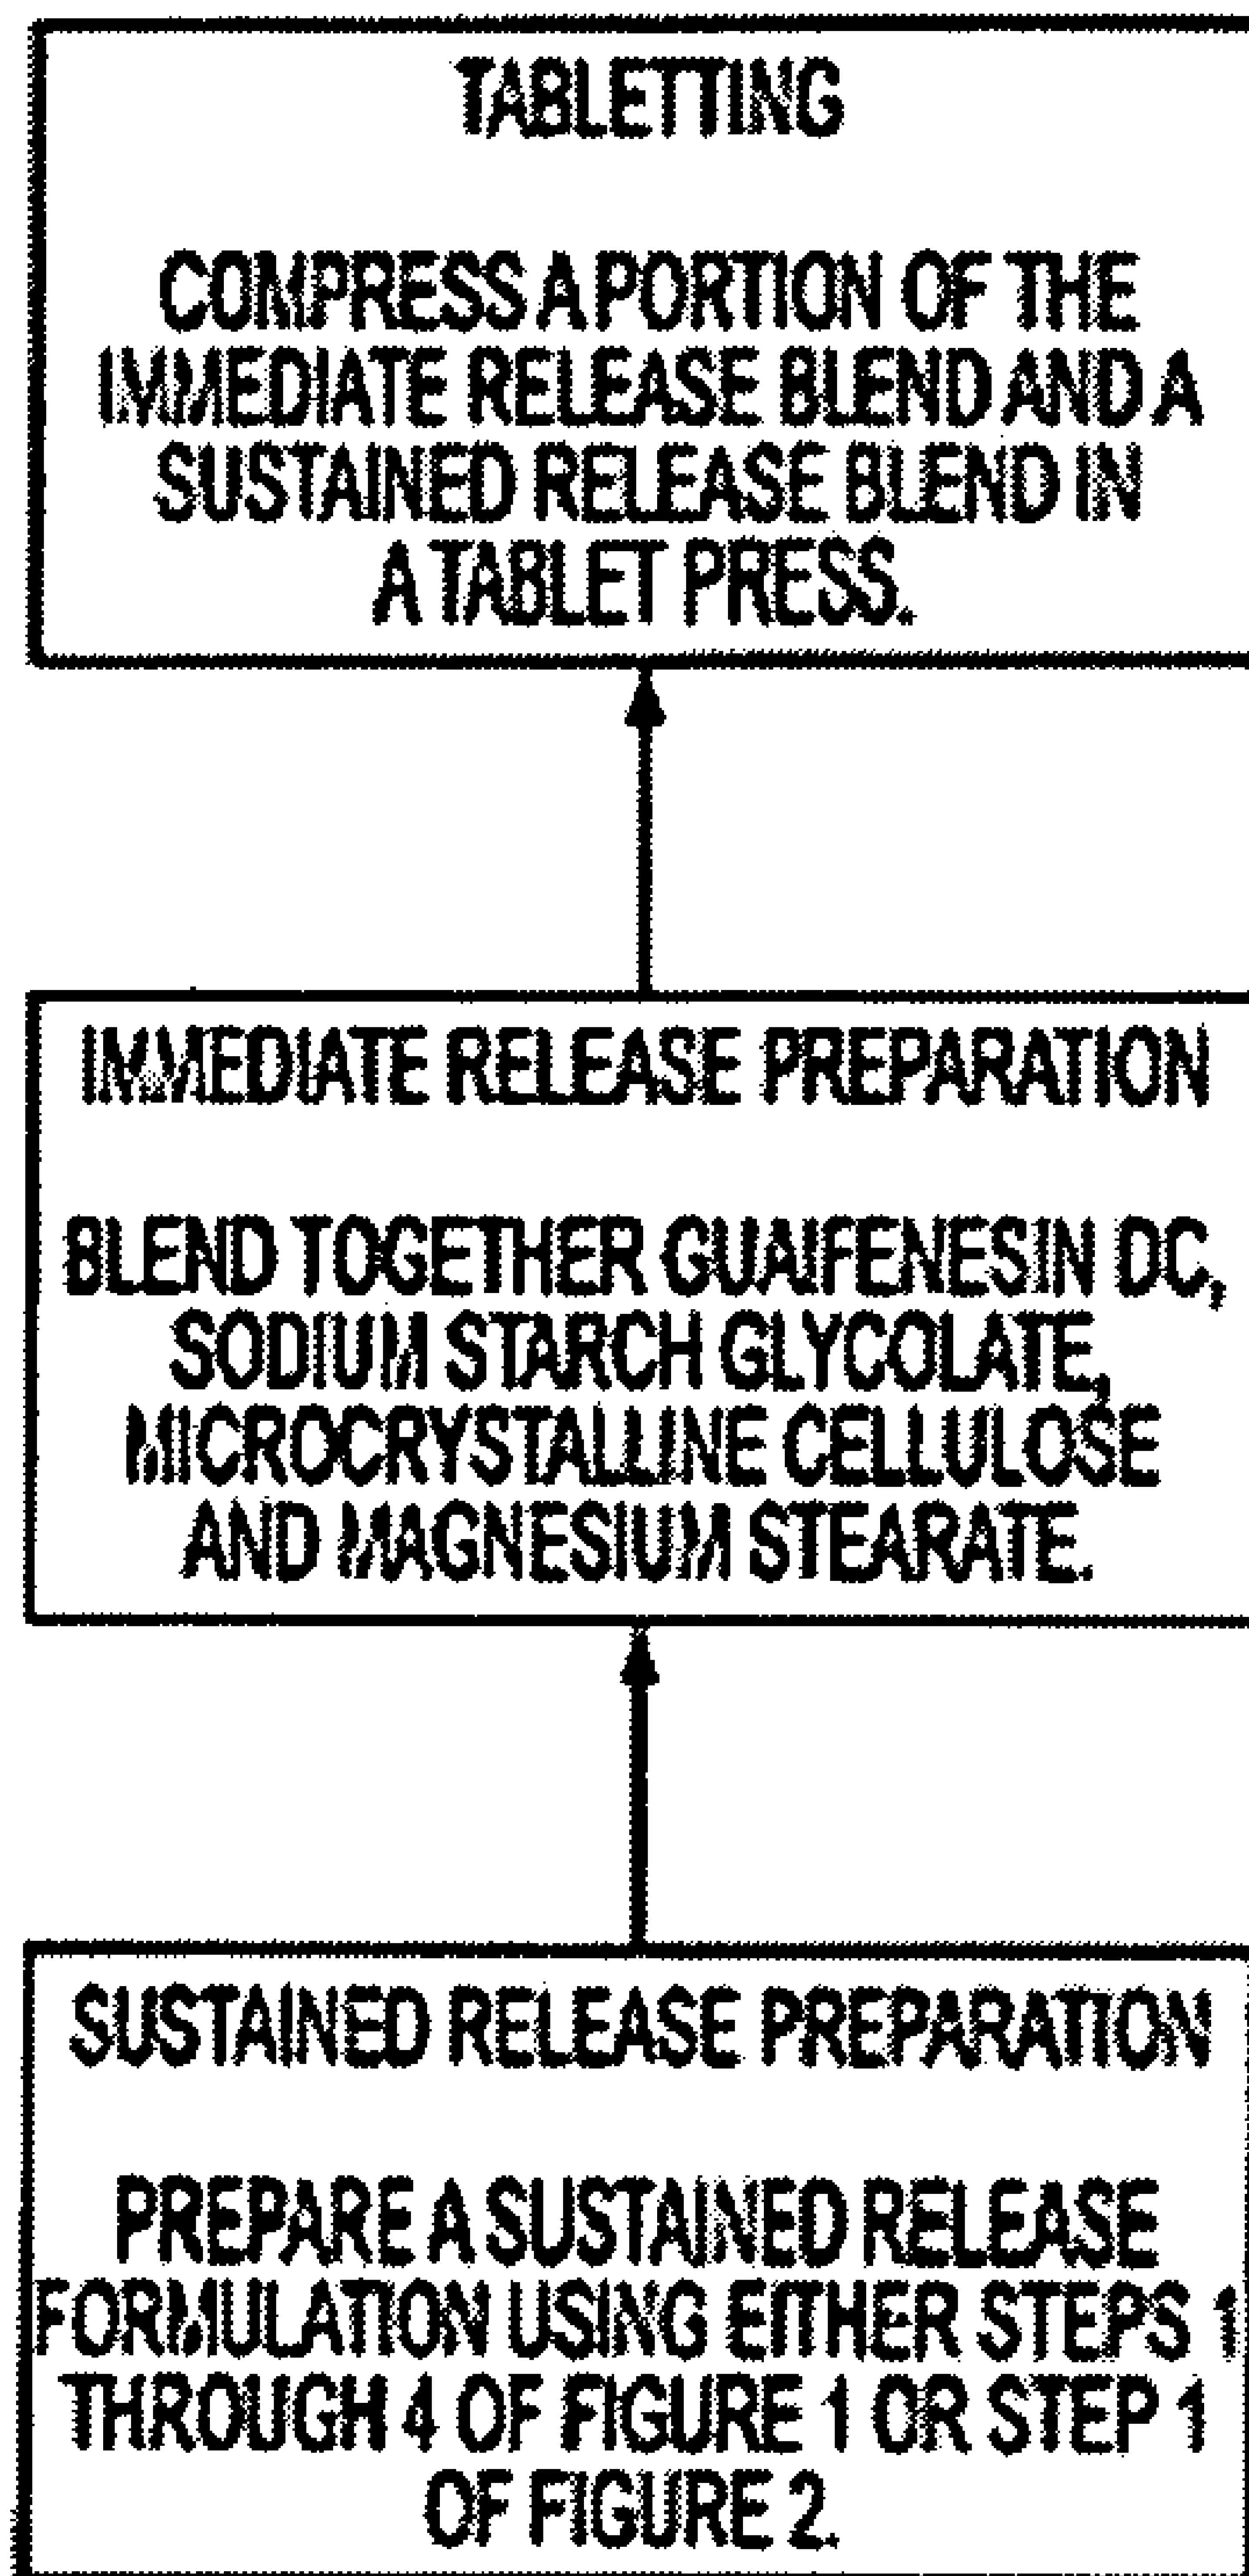 TABLETTING
COMPRESS A PORTION OF THE
IMMEDIATE RELEASE BLEND AND A
SUSTAINED RELEASE BLEND IN
A TABLET PRESS.
IMMEDIATE RELEASE PREPARATION
BLEND TOGETHER GUAIFENESIN DC,
SODIUM STARCH GLYCOLATE,
MICROCRYSTALLINE CELLULOSE
AND MAGNESIUM STEARATE.
SUSTAINED RELEASE PREPARATION
PREPARE A SUSTAINED RELEASE
FORMULATION USING EITHER STEPS 1
THROUGH 4 OF FIGURE 1 OR STEP 1
OF FIGURE 2.